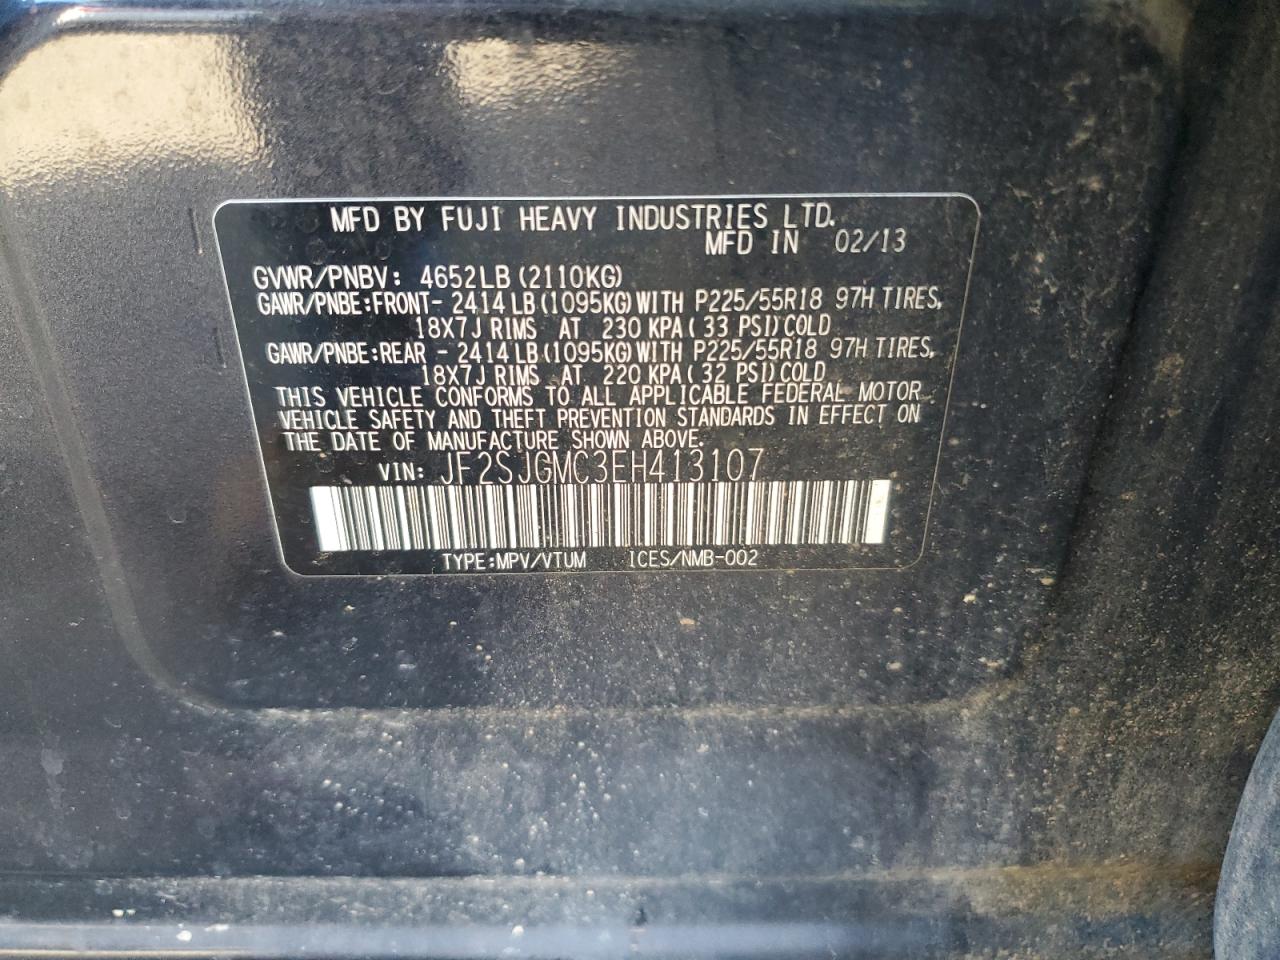 MFD BY FUJI HEAVY INDUSTRIES LTD.
MFD IN 02/13
GVWR/PNBV: 4652LB(2110KG)
GAWR/PNBE:FRONT- 2414LB(1095KG)WITH P225/55R18 97H TIRES,
18X7J RIMS AT 230 KPA( 33 PSI)COLD
GAWR/PNBE:REAR - 2414LB(1095KG)WITH P225/55R18 97H TIRES,
18X7J RIMS AT 220 KPA( 32 PSI)COLD
THIS VEHICLE CONFORMS TO ALL APPLICABLE FEDERAL MOTOR
VEHICLE SAFETY AND THEFT PREVENTION STANDARDS IN EFFECT ON
THE DATE OF MANUFACTURE SHOWN ABOVE.
VIN: JF2SJGMC3EH413107
TYPE:MPV/VTUM ICES/NMB-002